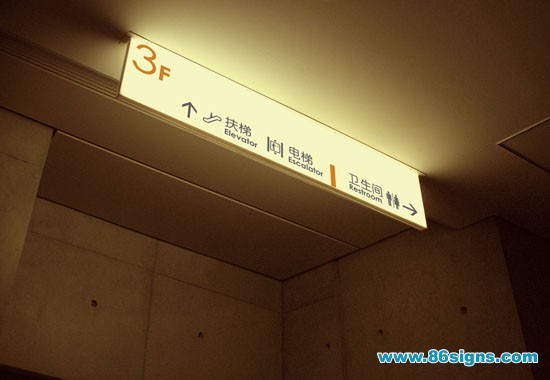 3F
扶梯
Elevator
电梯
Escalator
卫生间
Restroom
www.86signs.com